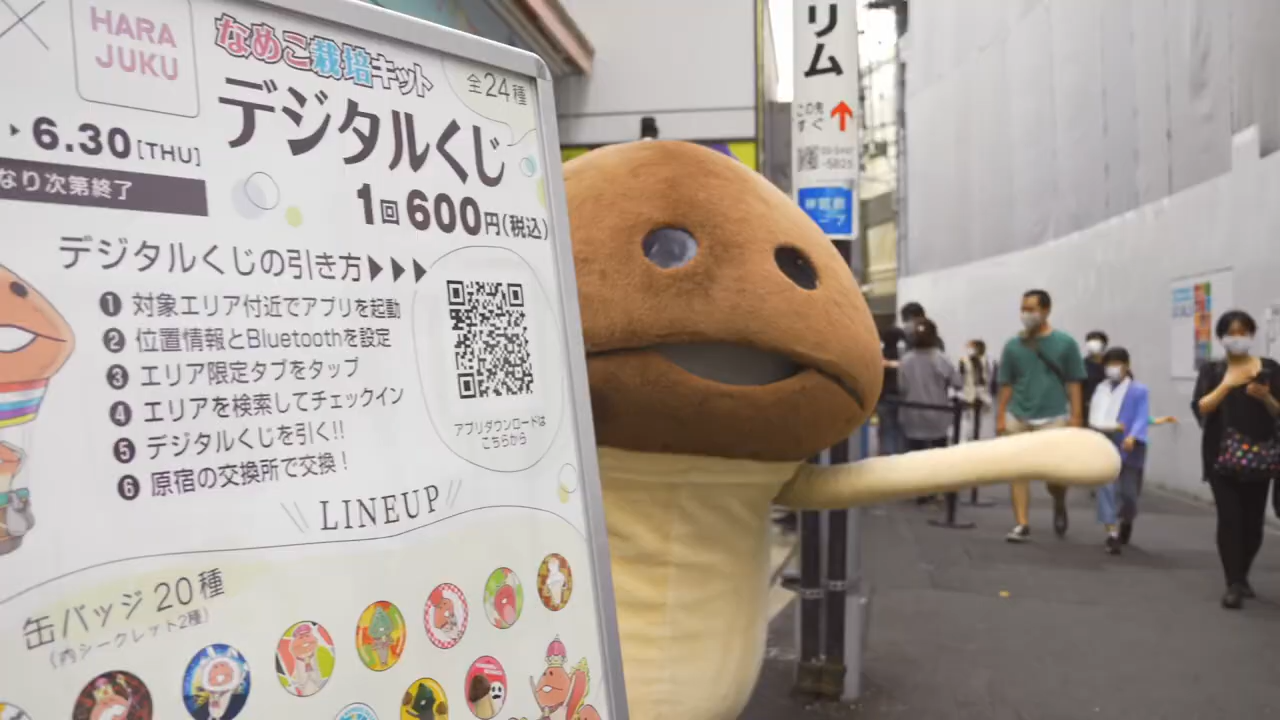 ×
HARA
JUKU
なめこ栽培キット
全24種
デジタルくじ
6.30[THU]
なり次第終了
1回600円(税込)
デジタルくじの引き方▶▶▶
❶ 対象エリア付近でアプリを起動
❷ 位置情報とBluetoothを設定
❸ エリア限定タブをタップ
❹ エリアを検索してチェックイン
❺ デジタルくじを引く!!
❻ 原宿の交換所で交換!
アプリダウンロードは
こちらから
LINEUP
缶バッジ20種
(内シークレット2種)
リム
この先
すぐ